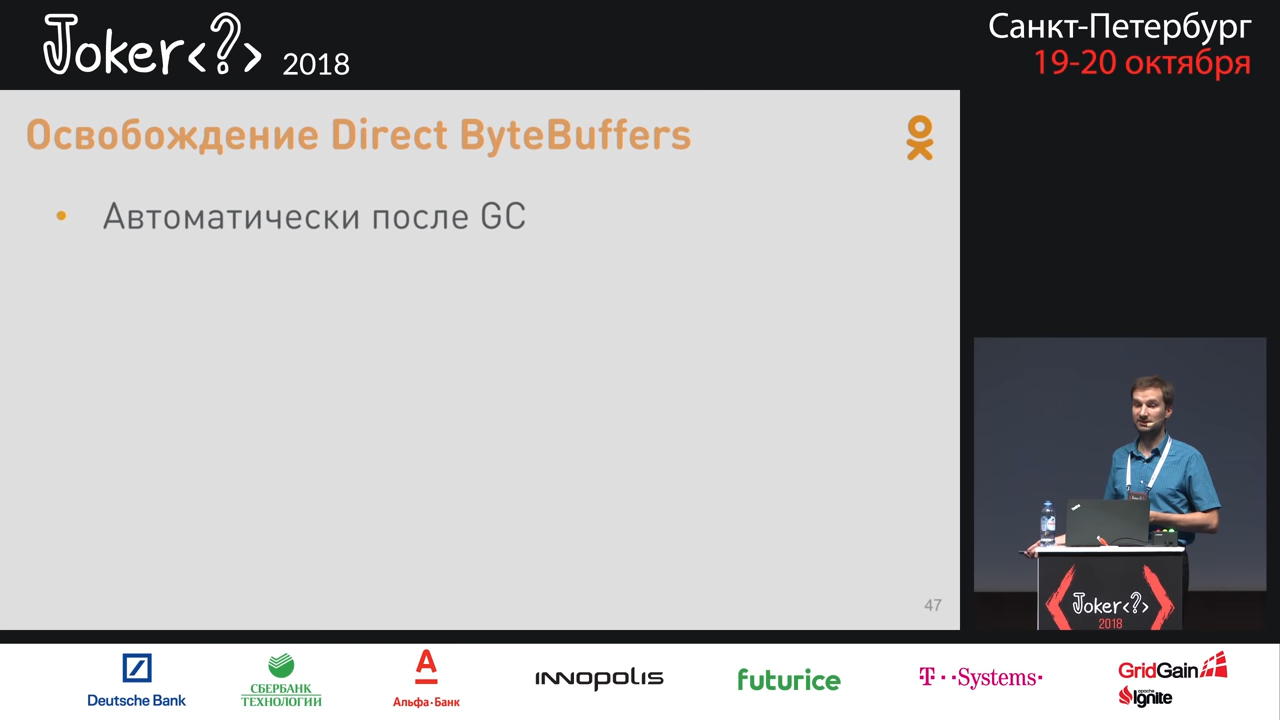 Joker<?> 2018
Санкт-Петербург
19-20 октября
Освобождение Direct ByteBuffers
• Автоматически после GC
47
Joker<?>
2018
Deutsche Bank
СБЕРБАНК
ТЕХНОЛОГИИ
А
Альфа·Банк
INNOPOLIS
futurice
T··Systems·
GridGain
apache
Ignite